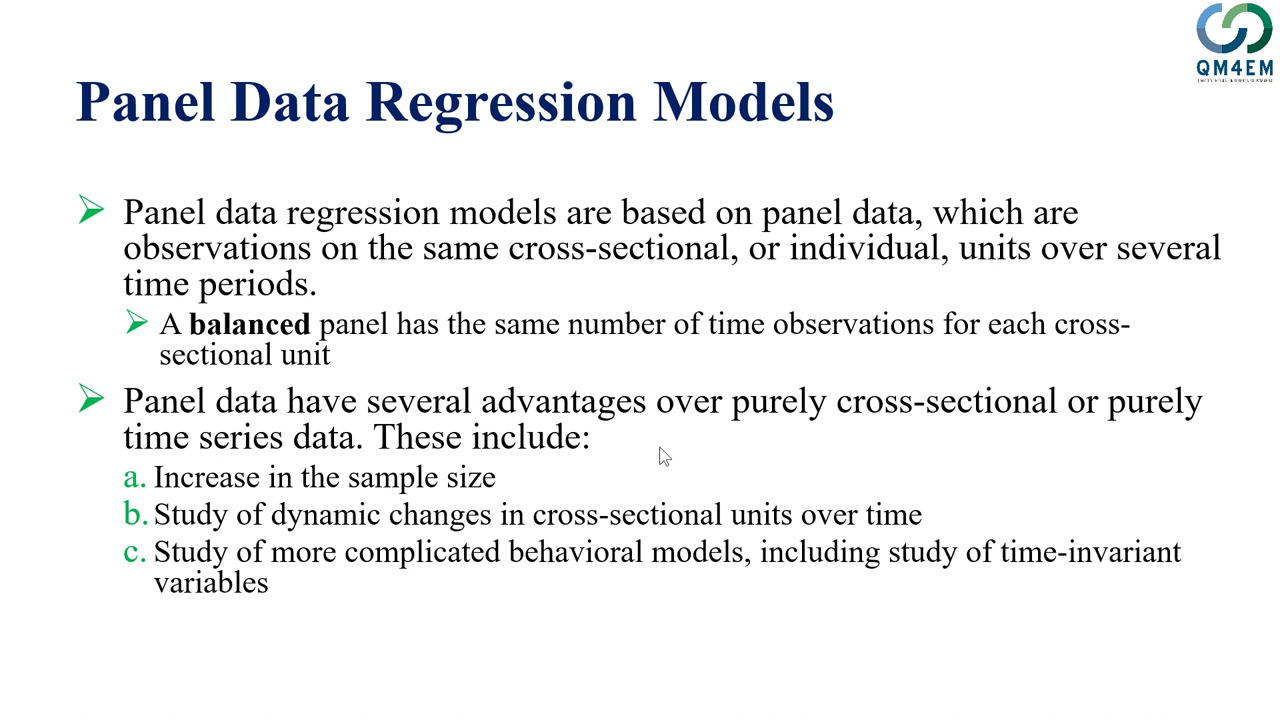 QM4EM
Panel Data Regression Models
Panel data regression models are based on panel data, which are
observations on the same cross-sectional, or individual, units over several
time periods.
A balanced panel has the same number of time observations for each cross-
sectional unit
Panel data have several advantages over purely cross-sectional or purely
time series data. These include:
a. Increase in the sample size
b. Study of dynamic changes in cross-sectional units over time
c. Study of more complicated behavioral models, including study of time-invariant
variables